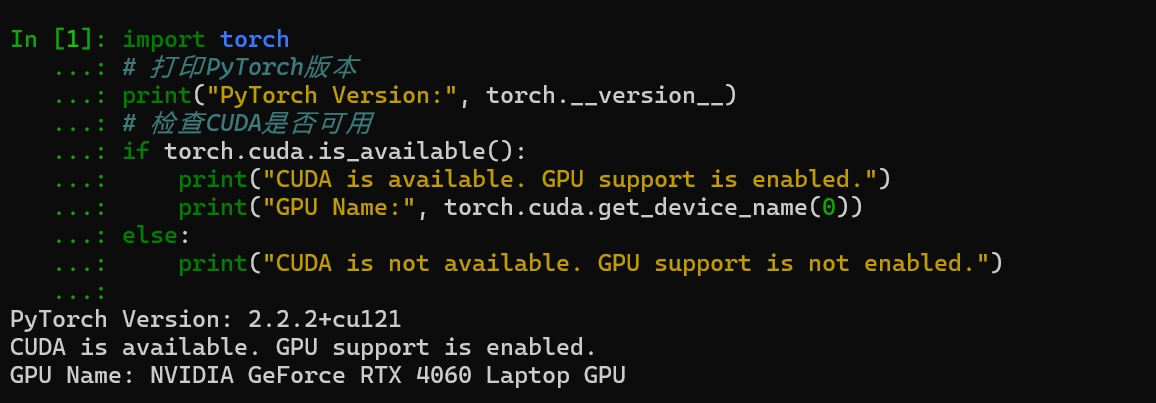 In [1]: import torch
   ...: # 打印PyTorch版本
   ...: print("PyTorch Version:", torch.__version__)
   ...: # 检查CUDA是否可用
   ...: if torch.cuda.is_available():
   ...:     print("CUDA is available. GPU support is enabled.")
   ...:     print("GPU Name:", torch.cuda.get_device_name(0))
   ...: else:
   ...:     print("CUDA is not available. GPU support is not enabled.")
   ...:
PyTorch Version: 2.2.2+cu121
CUDA is available. GPU support is enabled.
GPU Name: NVIDIA GeForce RTX 4060 Laptop GPU